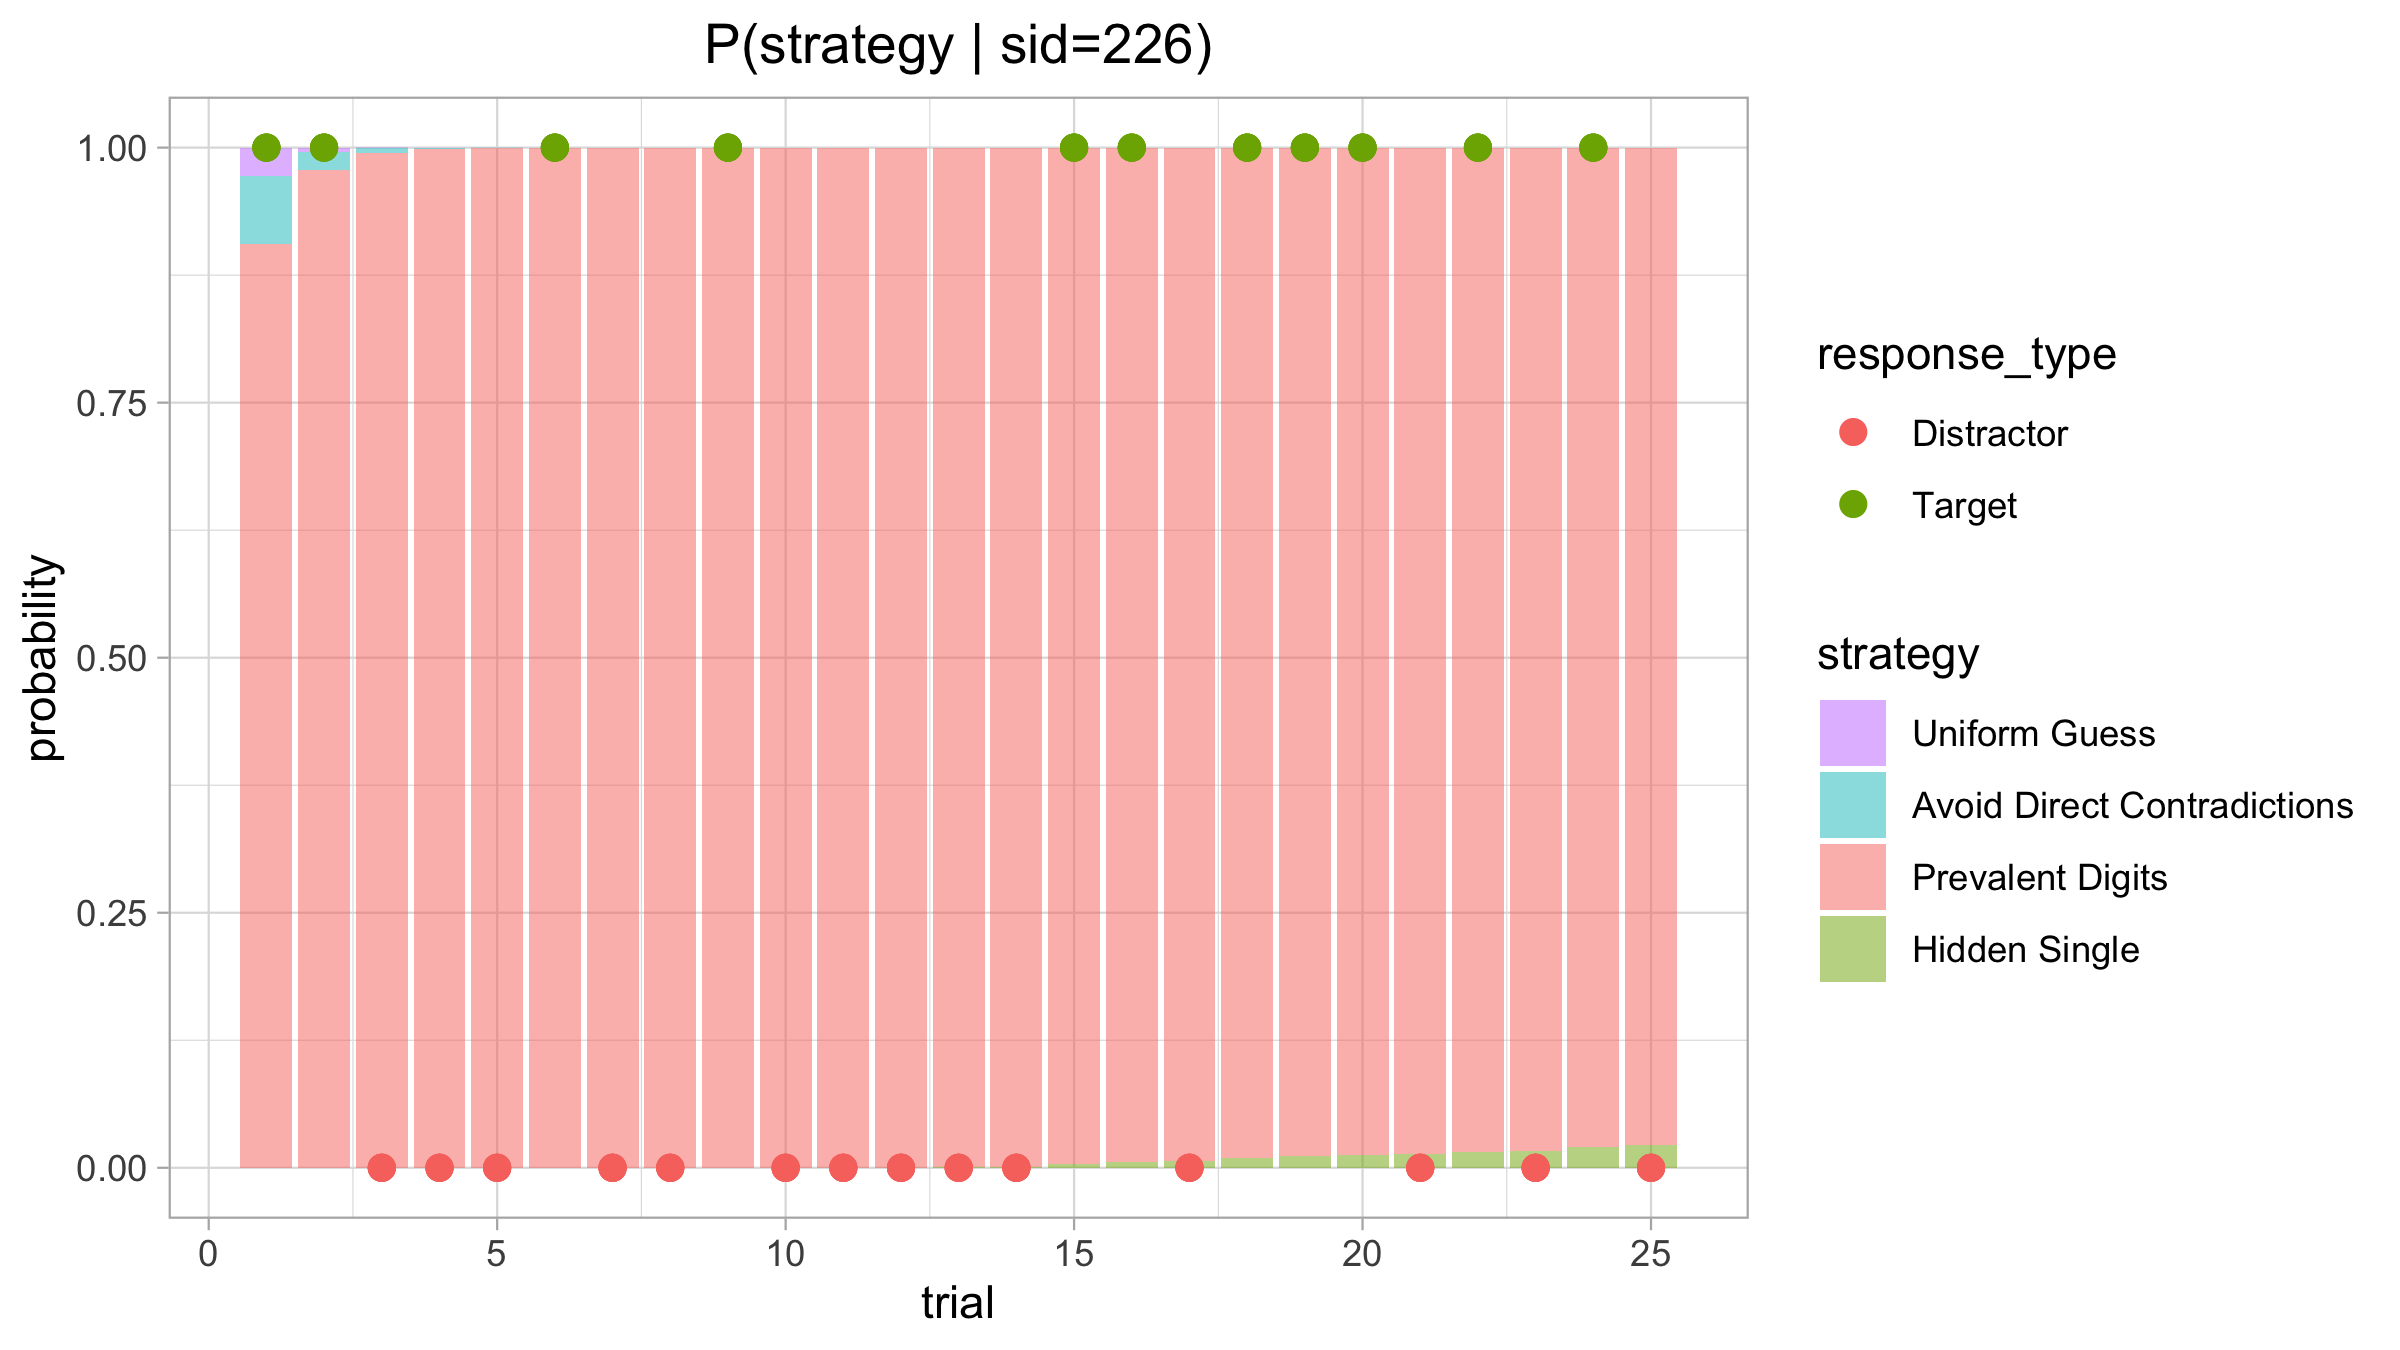 P(strategy | sid=226)
1.00
0.75
0.50
0.25
0.00
probability
0 5 10 15 20 25
trial
response_type
Distractor
Target
strategy
Uniform Guess
Avoid Direct Contradictions
Prevalent Digits
Hidden Single